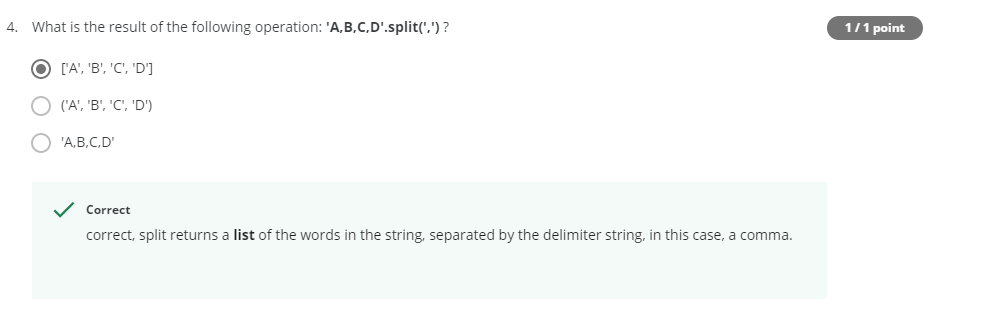 4. What is the result of the following operation: 'A,B,C,D'.split(',') ?
1 / 1 point
['A', 'B', 'C', 'D']
('A', 'B', 'C', 'D')
'A,B,C,D'
Correct
correct, split returns a list of the words in the string, separated by the delimiter string, in this case, a comma.